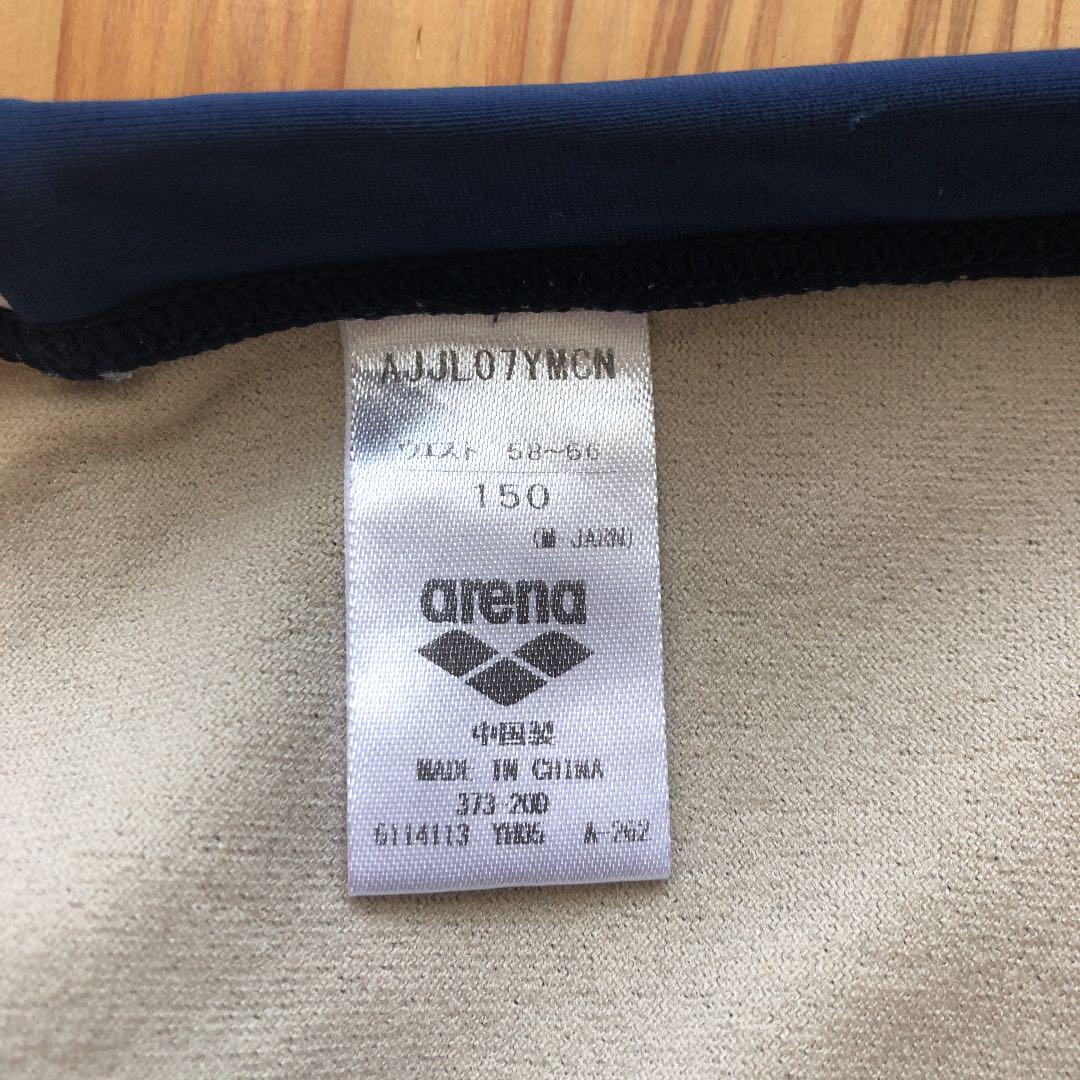 AJJL07YMCN
ウエスト 58~66
150
(M-JARN)
arena
中国製
MADE IN CHINA
373-200
6114113 YH05 A-262